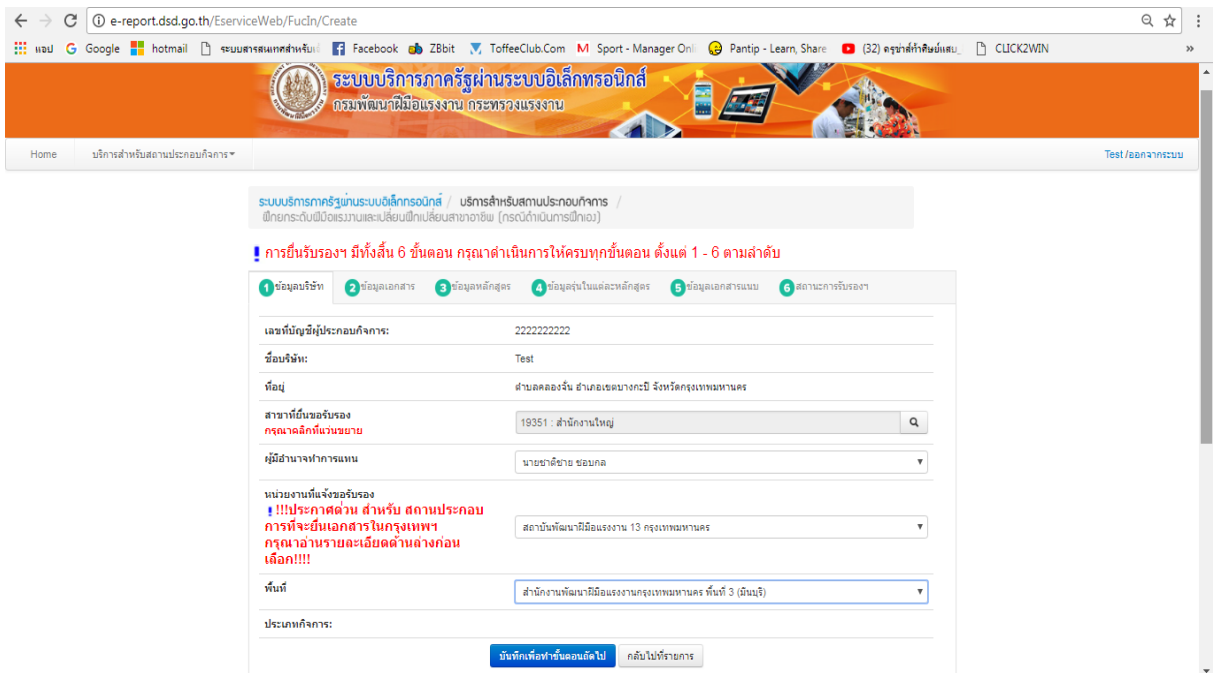 e-report.dsd.go.th/EserviceWeb/FucIn/Create
แอป Google hotmail ระบบสารสนเทศสำหรับเ Facebook ZBbit ToffeeClub.Com Sport - Manager Onli Pantip - Learn, Share (32) ครูซ่าส์ทำศิษย์แสบ_ CLICK2WIN »
ระบบบริการภาครัฐผ่านระบบอิเล็กทรอนิกส์
กรมพัฒนาฝีมือแรงงาน กระทรวงแรงงาน
Home บริการสำหรับสถานประกอบกิจการ Test /ออกจากระบบ
ระบบบริการภาครัฐผ่านระบบอิเล็กทรอนิกส์ / บริการสำหรับสถานประกอบกิจการ /
ฝึกยกระดับฝีมือแรงงานและเปลี่ยนฝึกเปลี่ยนสาขาอาชีพ (กรณีดำเนินการฝึกเอง)
! การยื่นรับรองฯ มีทั้งสิ้น 6 ขั้นตอน กรุณาดำเนินการให้ครบทุกขั้นตอน ตั้งแต่ 1 - 6 ตามลำดับ
1 ข้อมูลบริษัท 2 ข้อมูลเอกสาร 3 ข้อมูลหลักสูตร 4 ข้อมูลรุ่นในแต่ละหลักสูตร 5 ข้อมูลเอกสารแนบ 6 สถานะการรับรองฯ
เลขที่บัญชีผู้ประกอบกิจการ: 2222222222
ชื่อบริษัท: Test
ที่อยู่ ตำบลคลองจั่น อำเภอเขตบางกะปิ จังหวัดกรุงเทพมหานคร
สาขาที่ยื่นขอรับรอง
กรุณาคลิกที่แว่นขยาย
19351 : สำนักงานใหญ่
ผู้มีอำนาจทำการแทน นายชาติชาย ชอบกล
หน่วยงานที่แจ้งขอรับรอง
! !!!ประกาศด่วน สำหรับ สถานประกอบ
การที่จะยื่นเอกสารในกรุงเทพฯ
กรุณาอ่านรายละเอียดด้านล่างก่อน
เลือก!!!!
สถาบันพัฒนาฝีมือแรงงาน 13 กรุงเทพมหานคร
พื้นที่ สำนักงานพัฒนาฝีมือแรงงานกรุงเทพมหานคร พื้นที่ 3 (มีนบุรี)
ประเภทกิจการ:
บันทึกเพื่อทำขั้นตอนถัดไป กลับไปที่รายการ